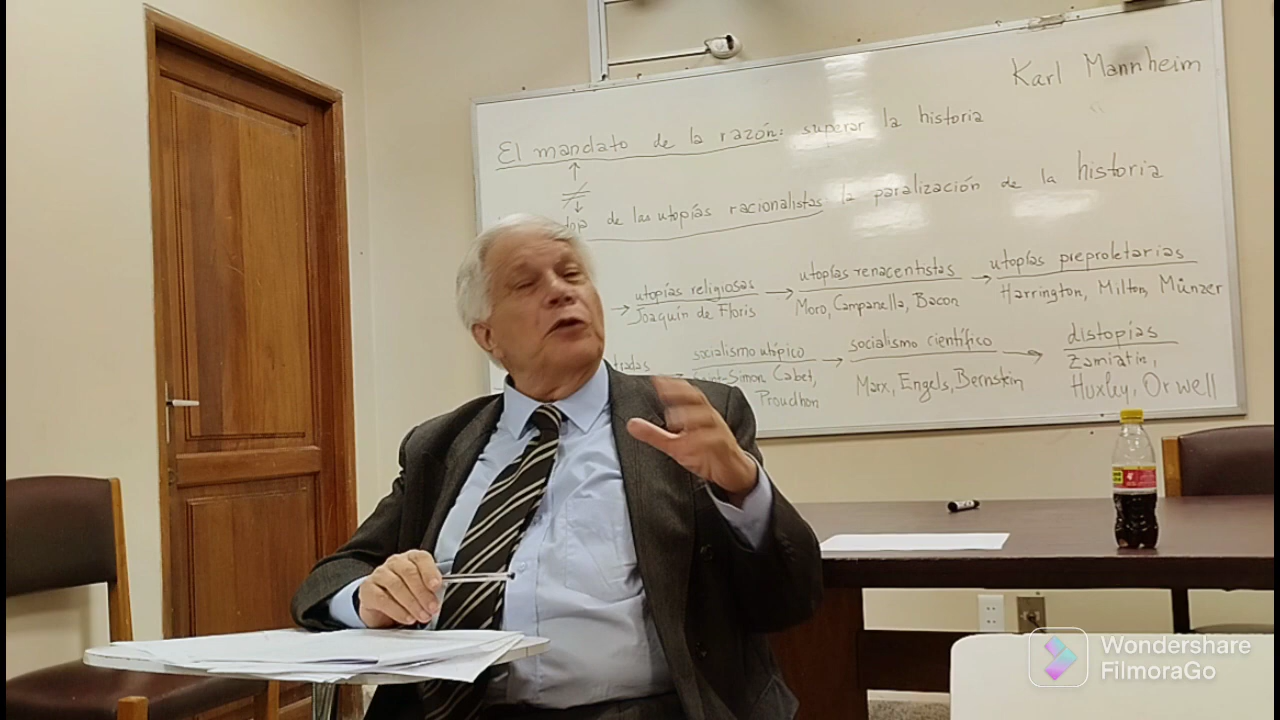 Karl Mannheim
El mandato de la razón: superar la historia
de las utopías racionalistas: la paralización de la historia
→ utopías religiosas → utopías renacentistas → utopías preproletarias
Joaquín de Floris Moro, Campanella, Bacon Harrington, Milton, Münzer
socialismo utópico → socialismo científico → distopías
Saint-Simon Cabet, Marx, Engels, Bernstein Zamiatin,
Proudhon Huxley, Orwell
Wondershare
FilmoraGo